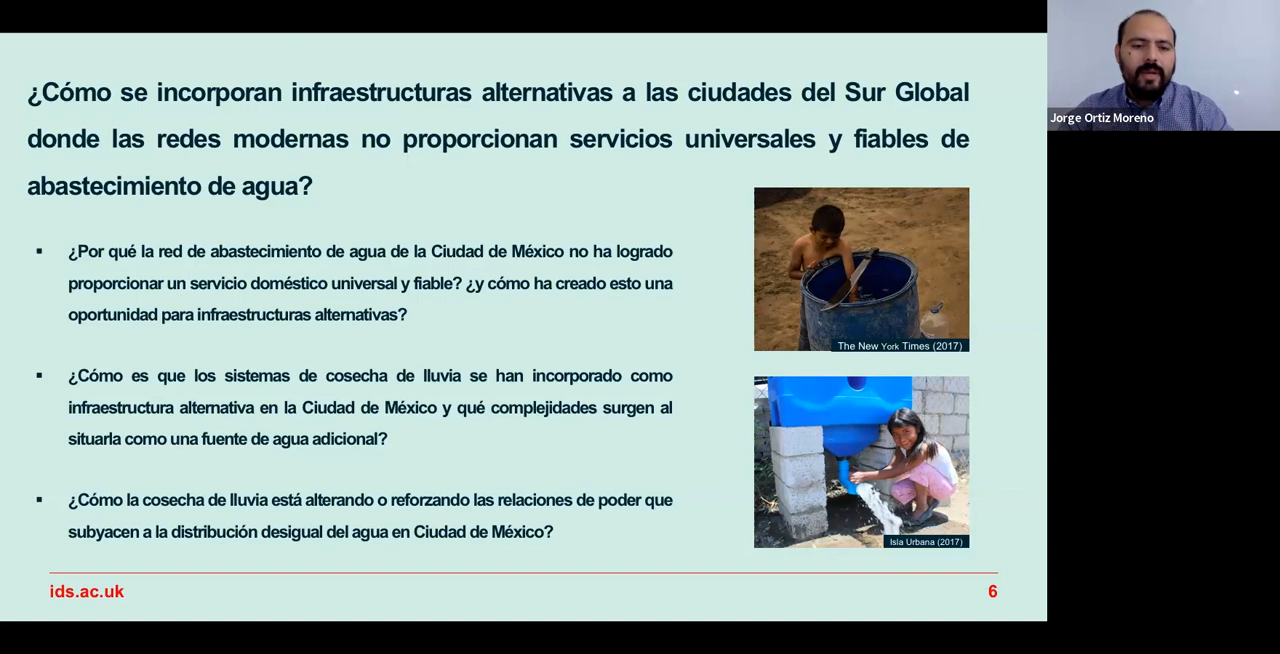 ¿Cómo se incorporan infraestructuras alternativas a las ciudades del Sur Global
donde las redes modernas no proporcionan servicios universales y fiables de
abastecimiento de agua?
▪ ¿Por qué la red de abastecimiento de agua de la Ciudad de México no ha logrado
proporcionar un servicio doméstico universal y fiable? ¿y cómo ha creado esto una
oportunidad para infraestructuras alternativas?
▪ ¿Cómo es que los sistemas de cosecha de lluvia se han incorporado como
infraestructura alternativa en la Ciudad de México y qué complejidades surgen al
situarla como una fuente de agua adicional?
▪ ¿Cómo la cosecha de lluvia está alterando o reforzando las relaciones de poder que
subyacen a la distribución desigual del agua en Ciudad de México?
The New York Times (2017)
Isla Urbana (2017)
ids.ac.uk
6
Jorge Ortiz Moreno